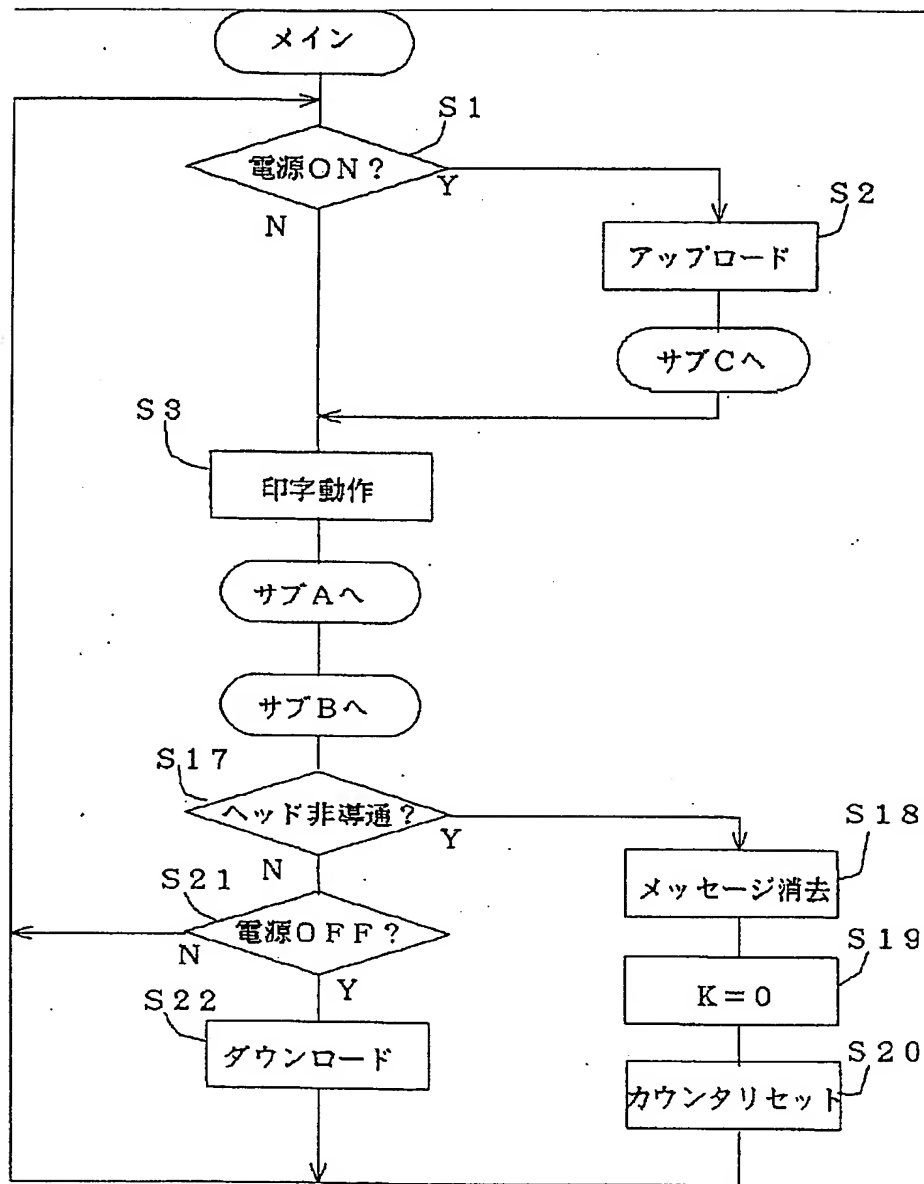 メイン
S1
電源ON?
Y
N
S2
アップロード
サブCへ
S3
印字動作
サブAへ
サブBへ
S17
ヘッド非導通?
Y
N
S18
メッセージ消去
S21
電源OFF?
N
Y
S19
K=0
S22
ダウンロード
S20
カウンタリセット